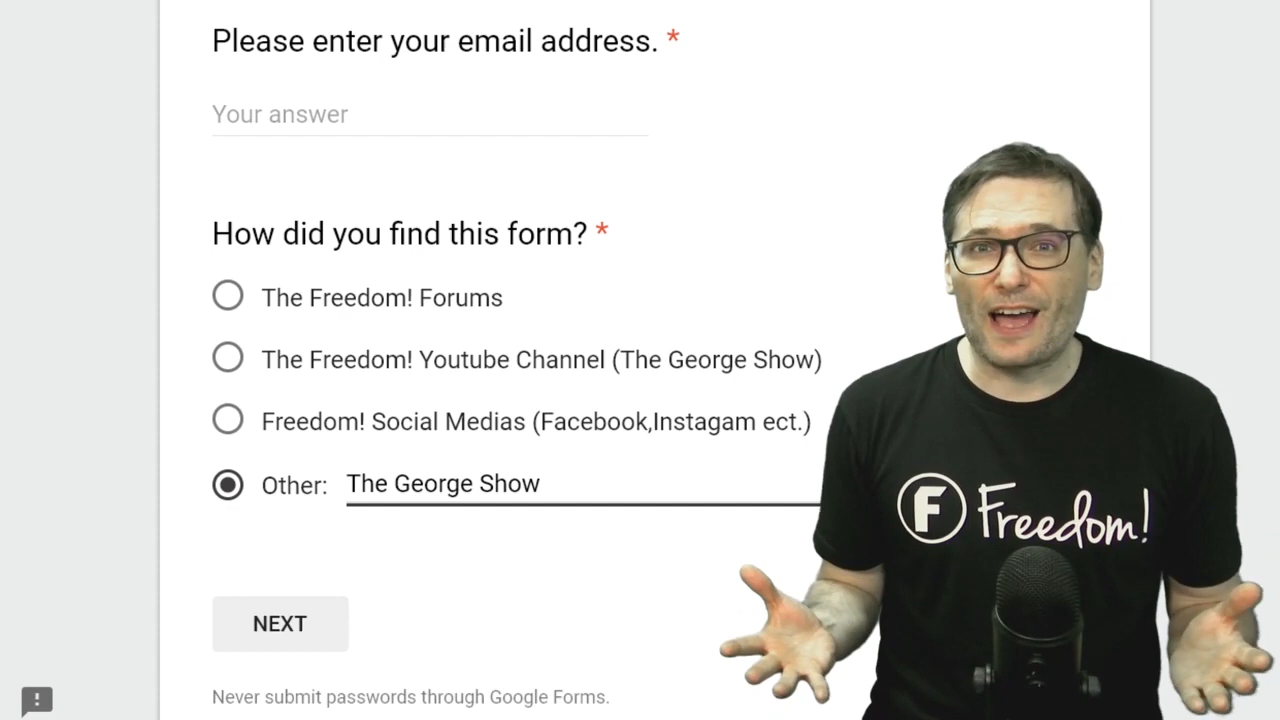 Please enter your email address. *
Your answer
How did you find this form? *
The Freedom! Forums
The Freedom! Youtube Channel (The George Show)
Freedom! Social Medias (Facebook,Instagam ect.)
Other: The George Show
F Freedom!
NEXT
Never submit passwords through Google Forms.